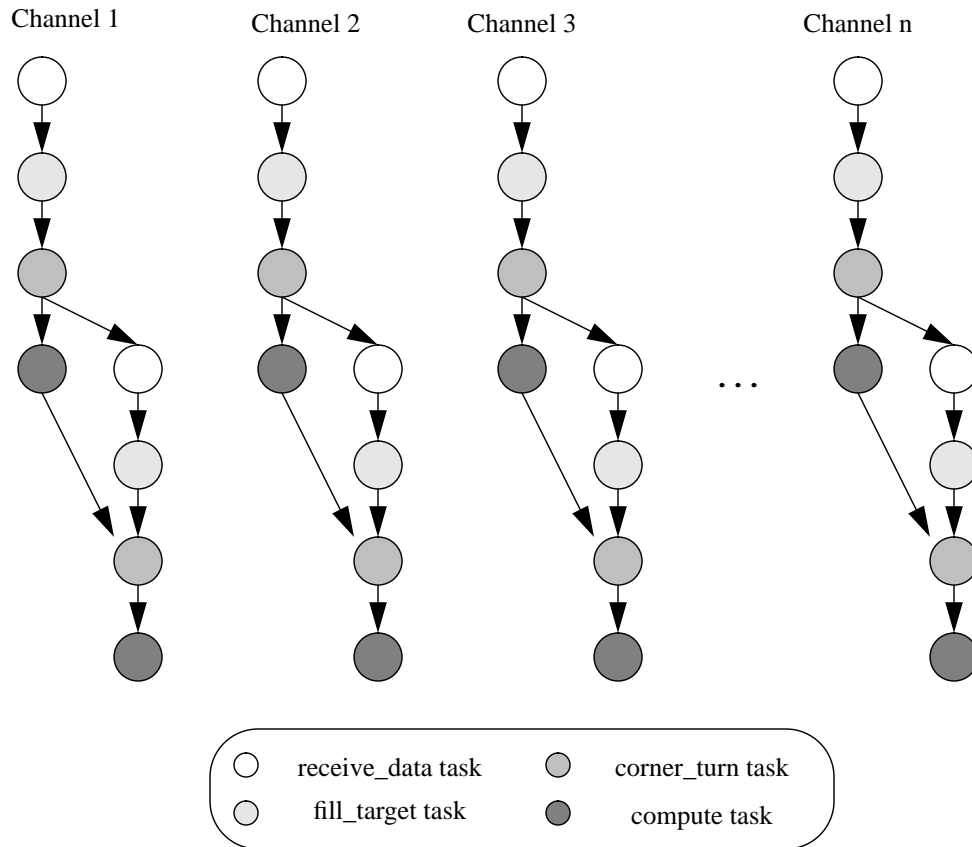 Channel 1
Channel 2
Channel 3
Channel n
...
receive_data task
corner_turn task
fill_target task
compute task